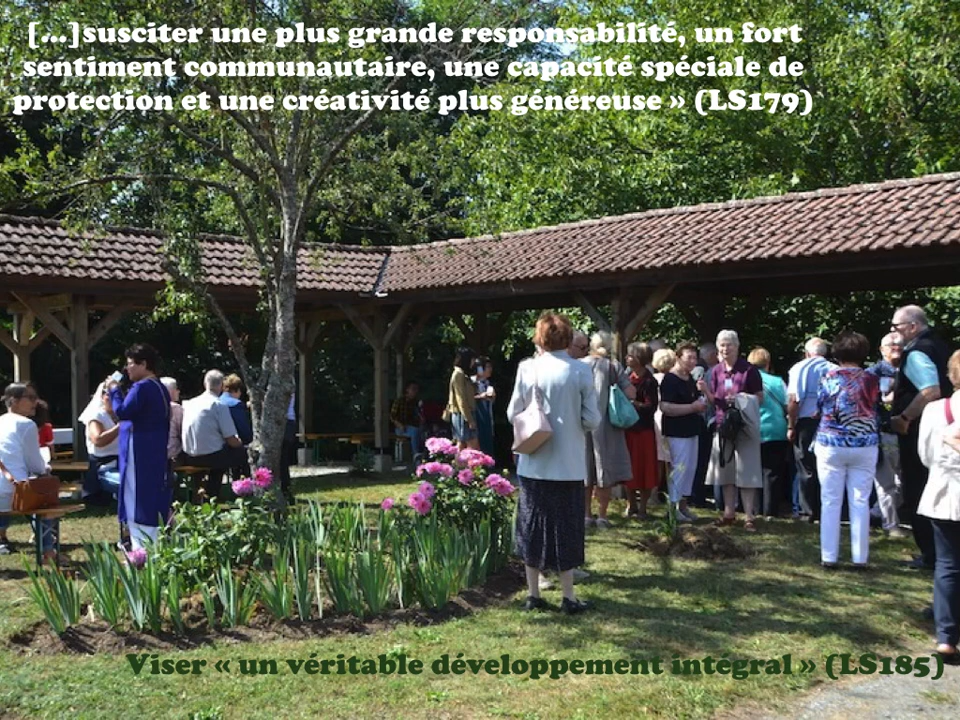 [...]susciter une plus grande responsabilité, un fort
sentiment communautaire, une capacité spéciale de
protection et une créativité plus généreuse » (LS179)
Viser « un véritable développement intégral » (LS185)